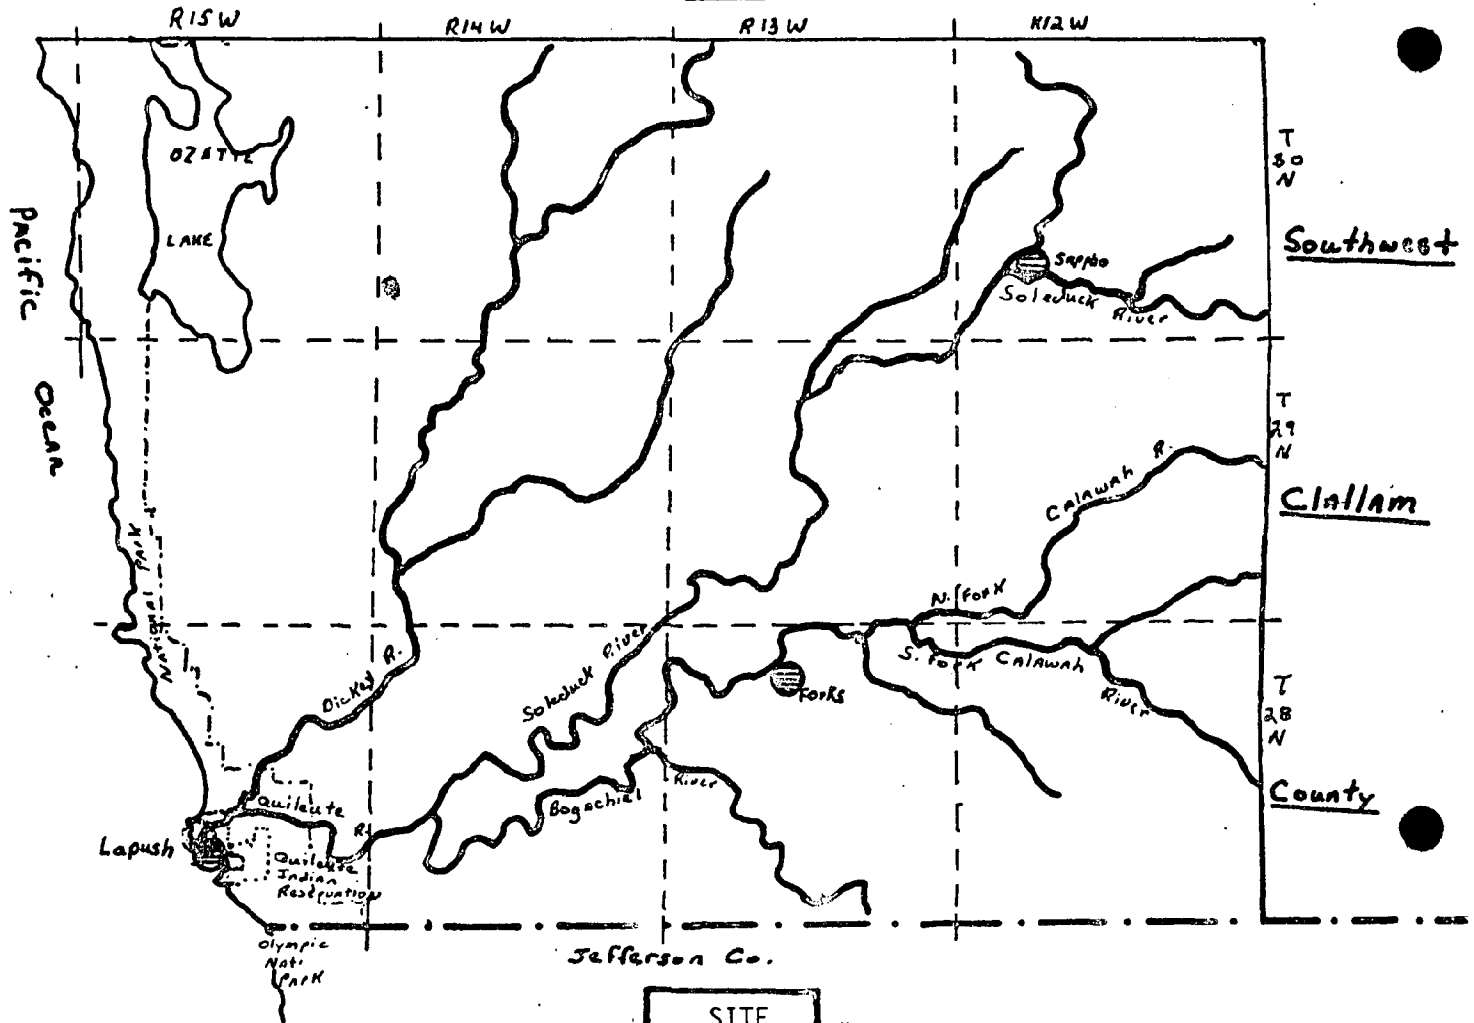 R15W
R14W
R13W
R12W
T
30
N
OZATTE
LAKE
Pacific
Ocean
Southwest
Sappho
Soleduck
River
T
29
N
Calawah R.
Clallam
National Park
N. Fork
S. Fork Calawah
River
Dickey R.
Soleduck River
Forks
T
28
N
River
Bogachiel
County
Quileute
R.
Lapush
Quileute
Indian
Reservation
Olympic
Nat'l
Park
Jefferson Co.
SITE